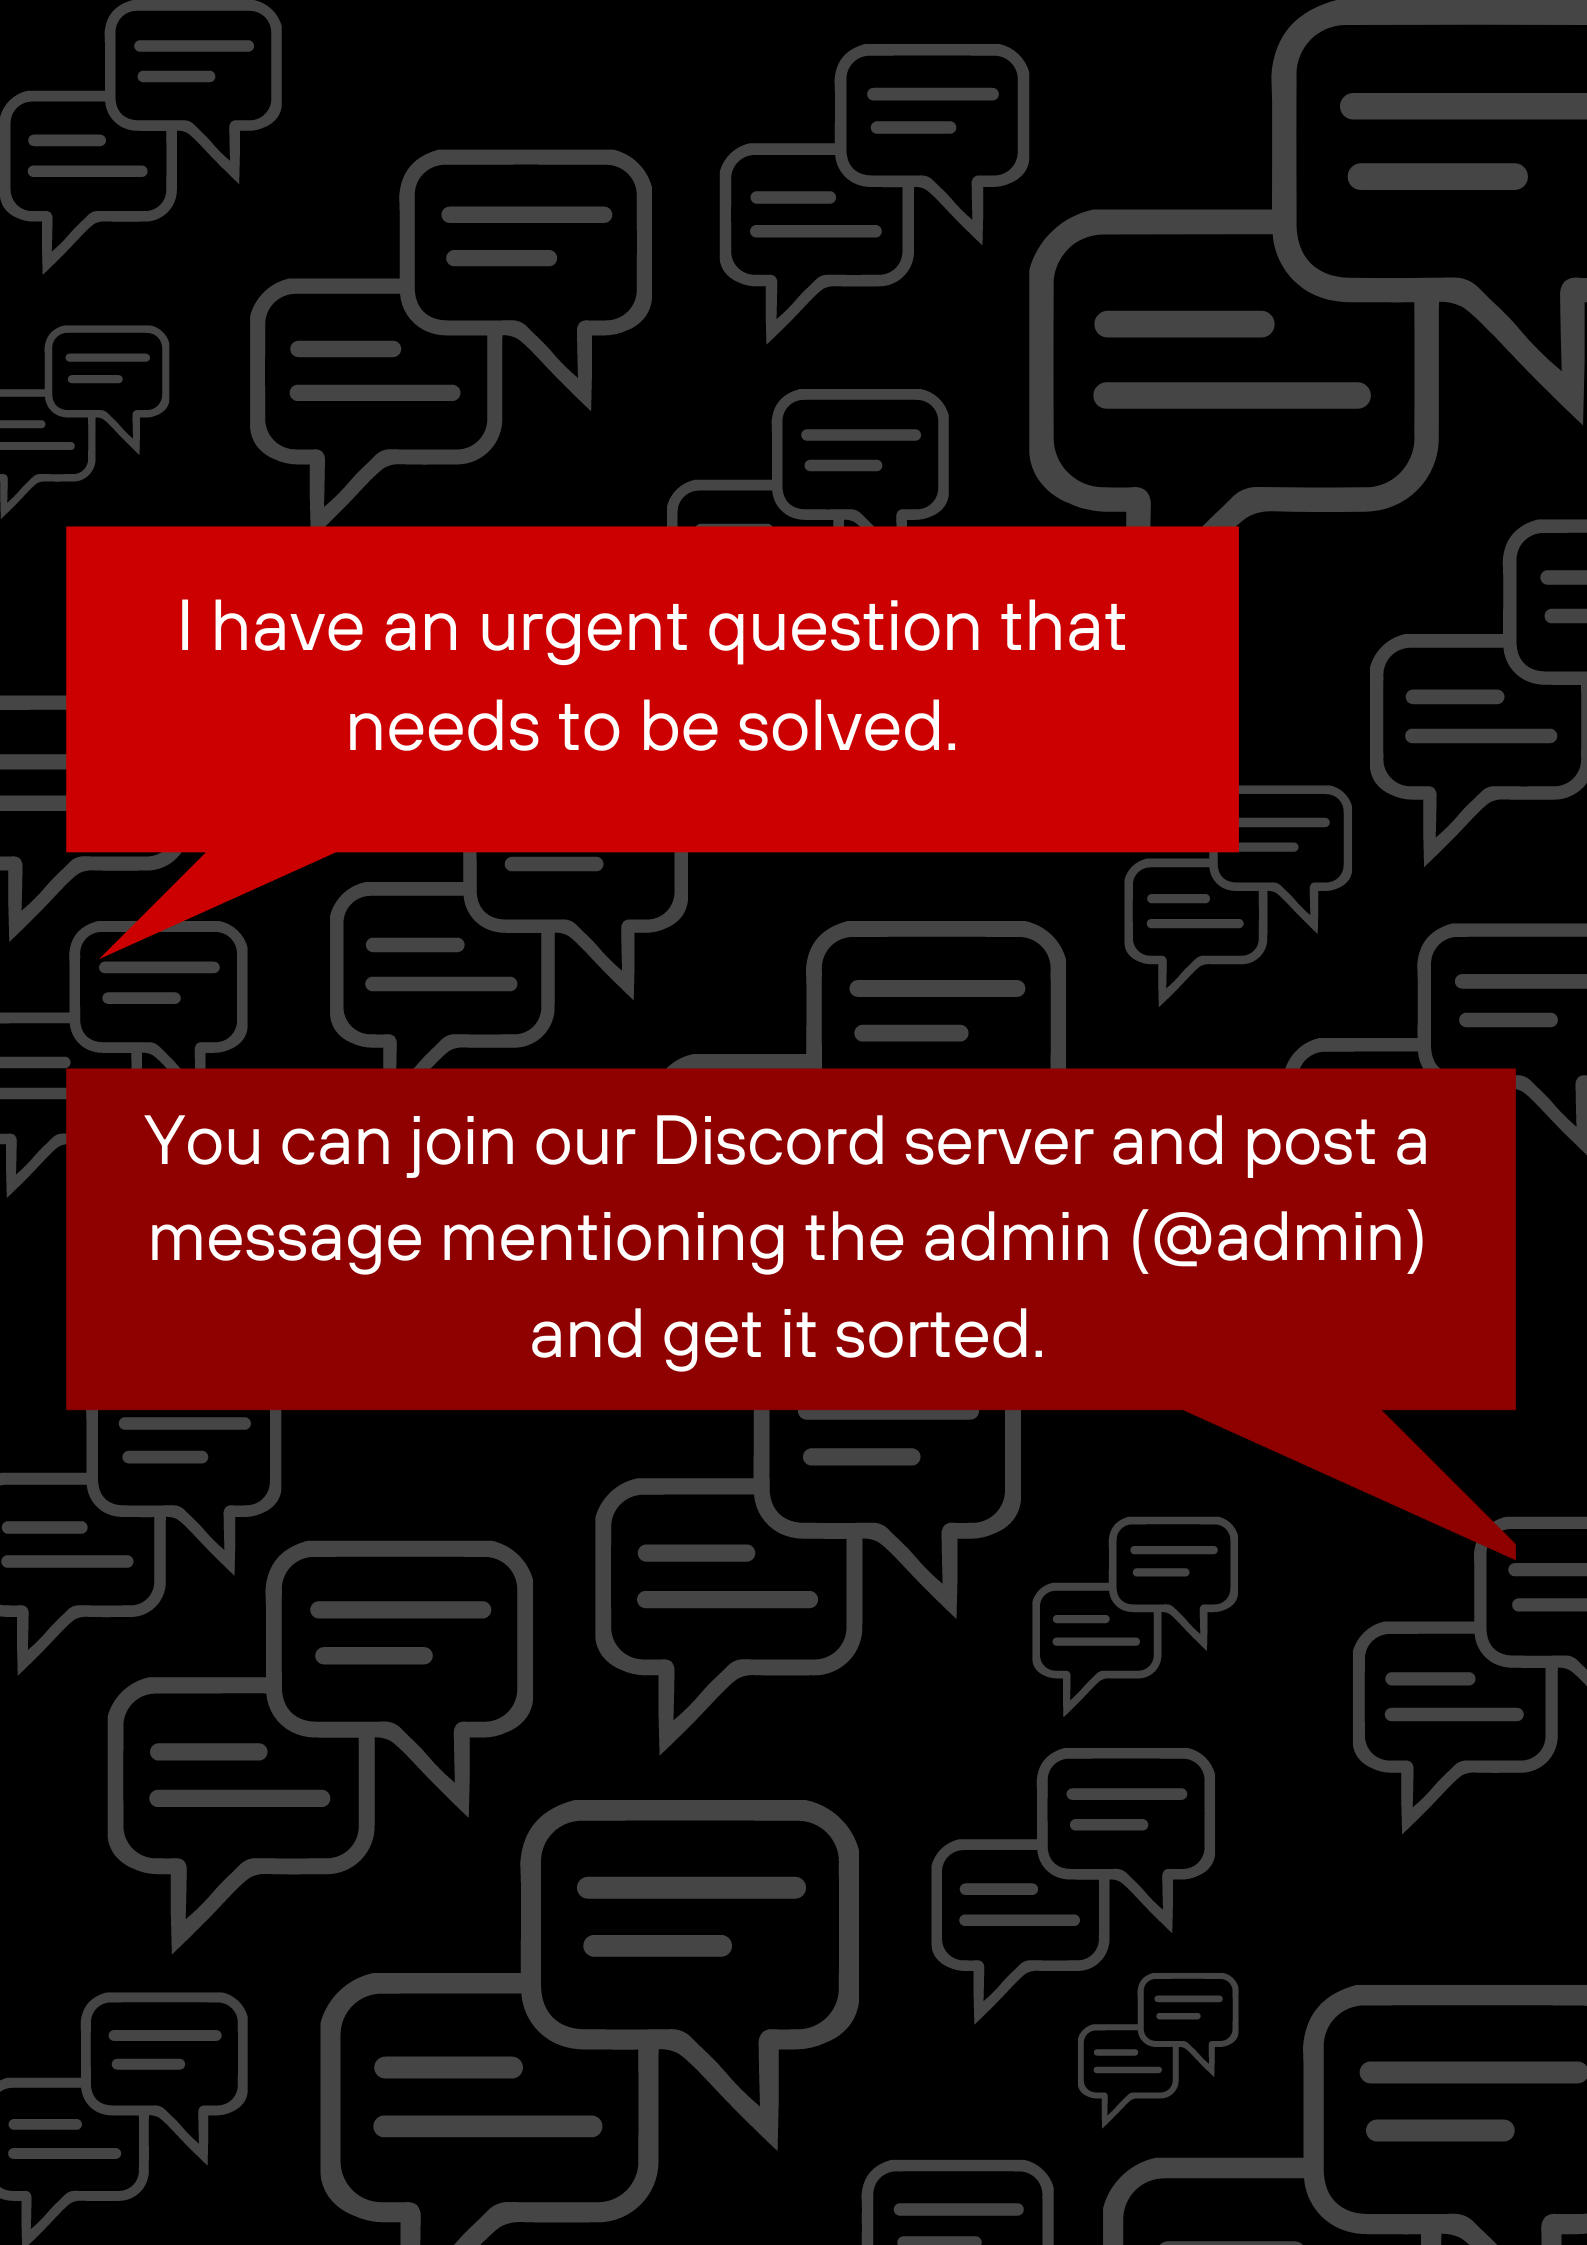 I have an urgent question that
needs to be solved.
You can join our Discord server and post a
message mentioning the admin (@admin)
and get it sorted.